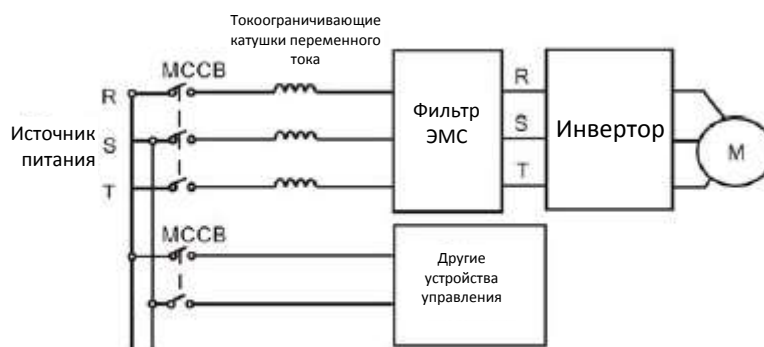 Токоограничивающие
катушки переменного
тока
MCCB
R
Источник
питания
S
T
Фильтр
ЭМС
R
S
T
Инвертор
M
MCCB
Другие
устройства
управления